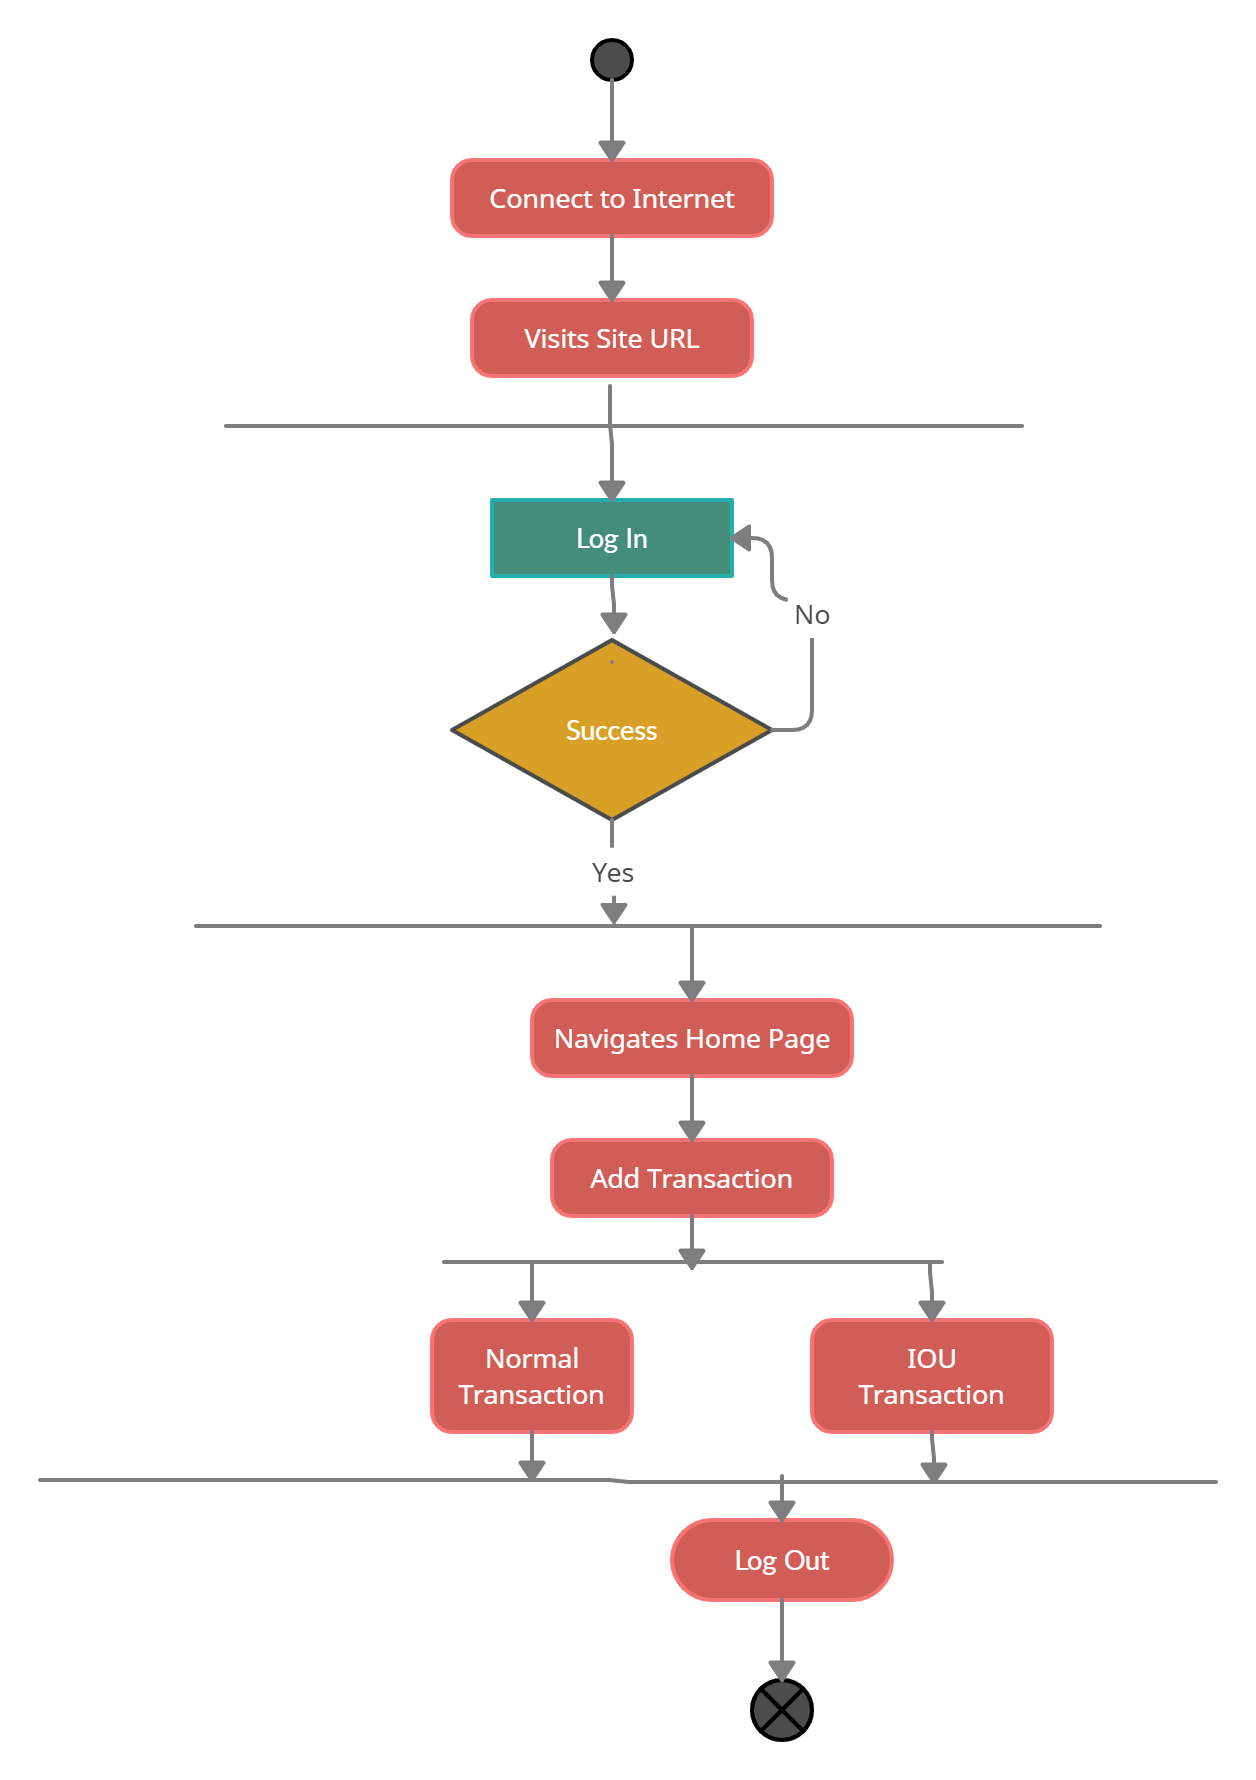 Connect to Internet
Visits Site URL
Log In
No
Success
Yes
Navigates Home Page
Add Transaction
Normal
Transaction
IOU
Transaction
Log Out